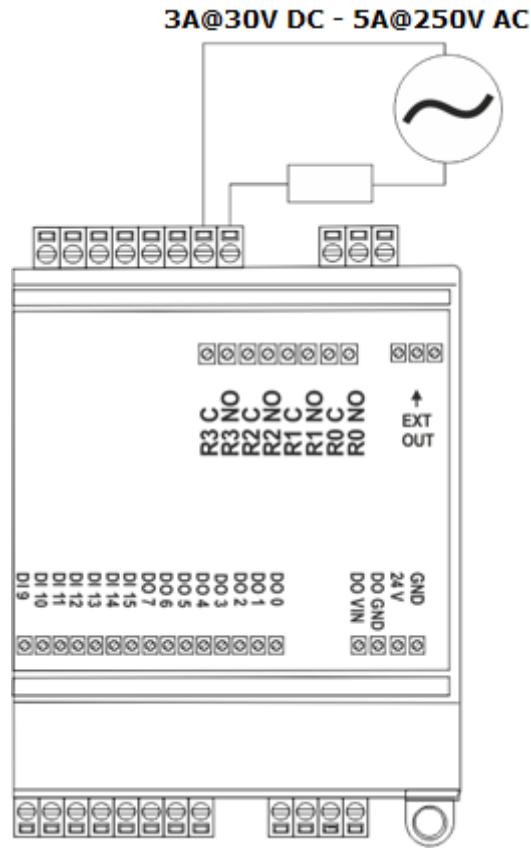 3A@30V DC - 5A@250V AC
R3 C
R3 NO
R2 C
R2 NO
R1 C
R1 NO
R0 C
R0 NO
EXT
OUT
DI 9
DI 10
DI 11
DI 12
DI 13
DI 14
DI 15
DO 7
DO 6
DO 5
DO 4
DO 3
DO 2
DO 1
DO 0
DO VIN
DO GND
24 V
GND